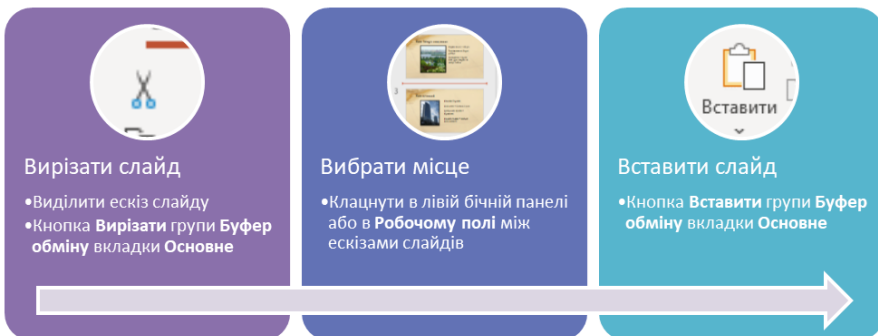 Вирізати слайд
•Виділити ескіз слайду
•Кнопка Вирізати групи Буфер
обміну вкладки Основне
3
Вибрати місце
•Клацнути в лівій бічній панелі
або в Робочому полі між
ескізами слайдів
Вставити
Вставити слайд
•Кнопка Вставити групи Буфер
обміну вкладки Основне